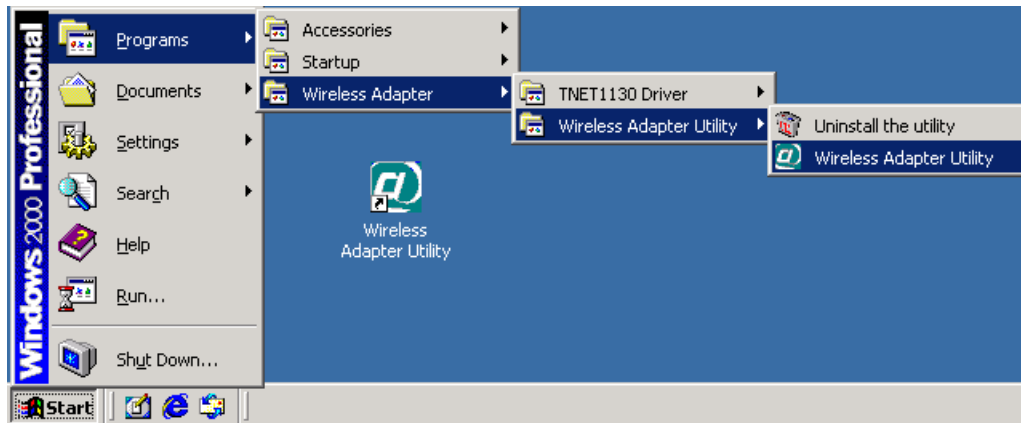 Windows 2000 Professional
Programs
Documents
Settings
Search
Help
Run...
Shut Down...
Accessories
Startup
Wireless Adapter
TNET1130 Driver
Wireless Adapter Utility
Uninstall the utility
Wireless Adapter Utility
Wireless
Adapter Utility
Start